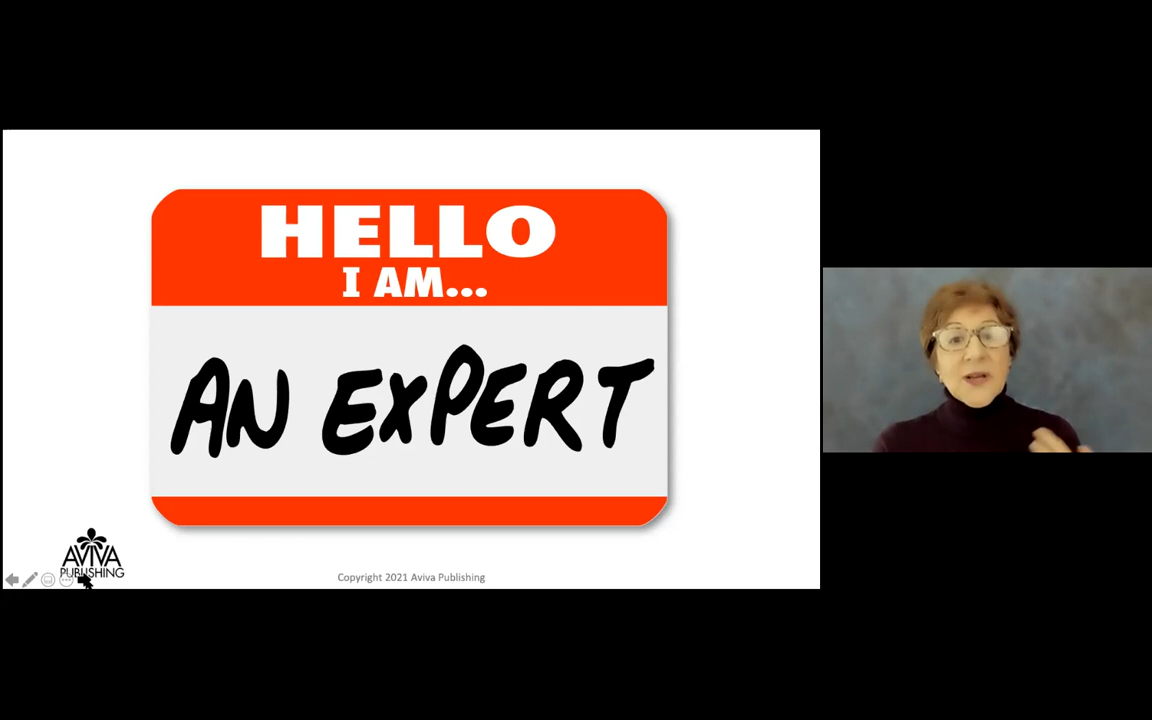 HELLO
I AM...
AN EXPERT
AVIVA
PUBLISHING
Copyright 2021 Aviva Publishing